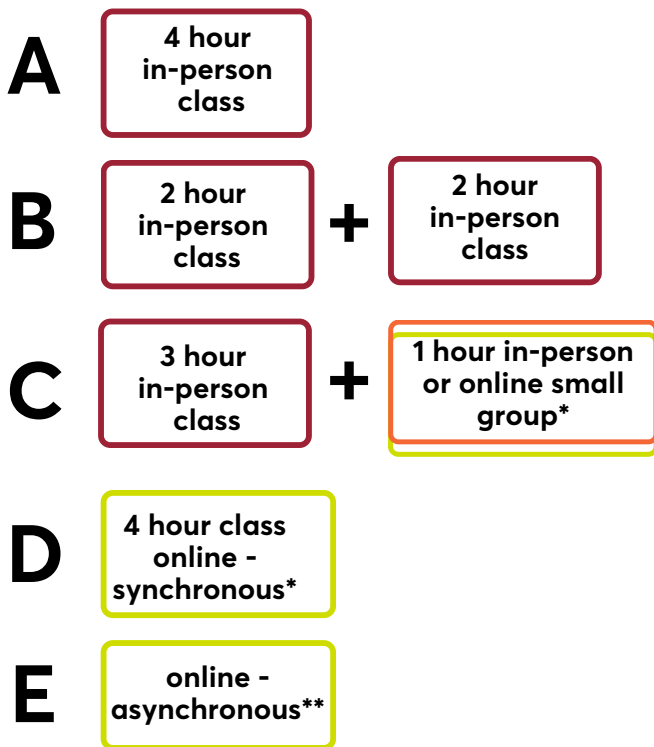 A
4 hour
in-person
class
B
2 hour
in-person
class
+
2 hour
in-person
class
C
3 hour
in-person
class
+
1 hour in-person
or online small
group*
D
4 hour class
online -
synchronous*
E
online -
asynchronous**